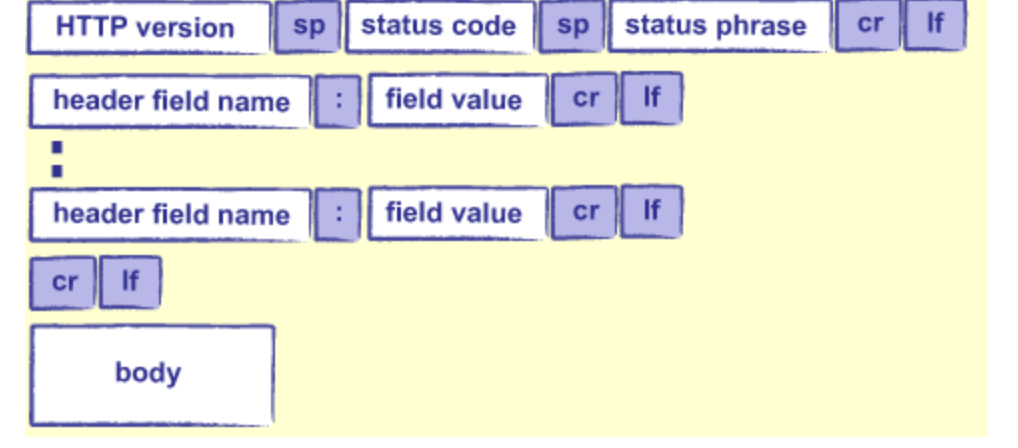 HTTP version sp status code sp status phrase cr lf
header field name : field value cr lf
:
header field name : field value cr lf
cr lf
body